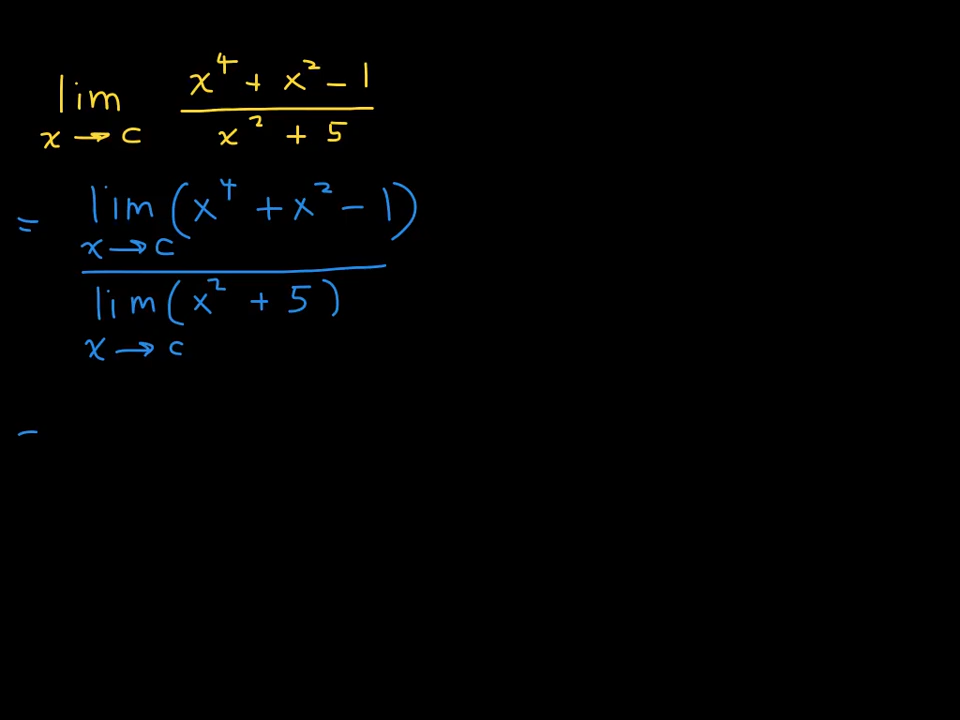 lim x→c (x⁴ + x² − 1) / (x² + 5)
= lim x→c (x⁴ + x² − 1)
lim x→c (x² + 5)
−